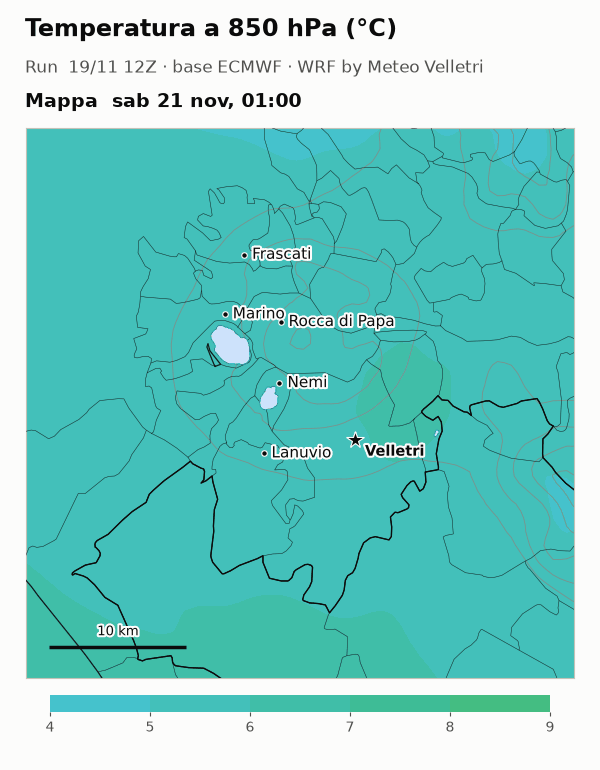 Temperatura a 850 hPa (°C)
Run  19/11 12Z · base ECMWF · WRF by Meteo Velletri
Mappa  sab 21 nov, 01:00
Frascati
Marino
Rocca di Papa
Nemi
Velletri
Lanuvio
10 km
4 5 6 7 8 9